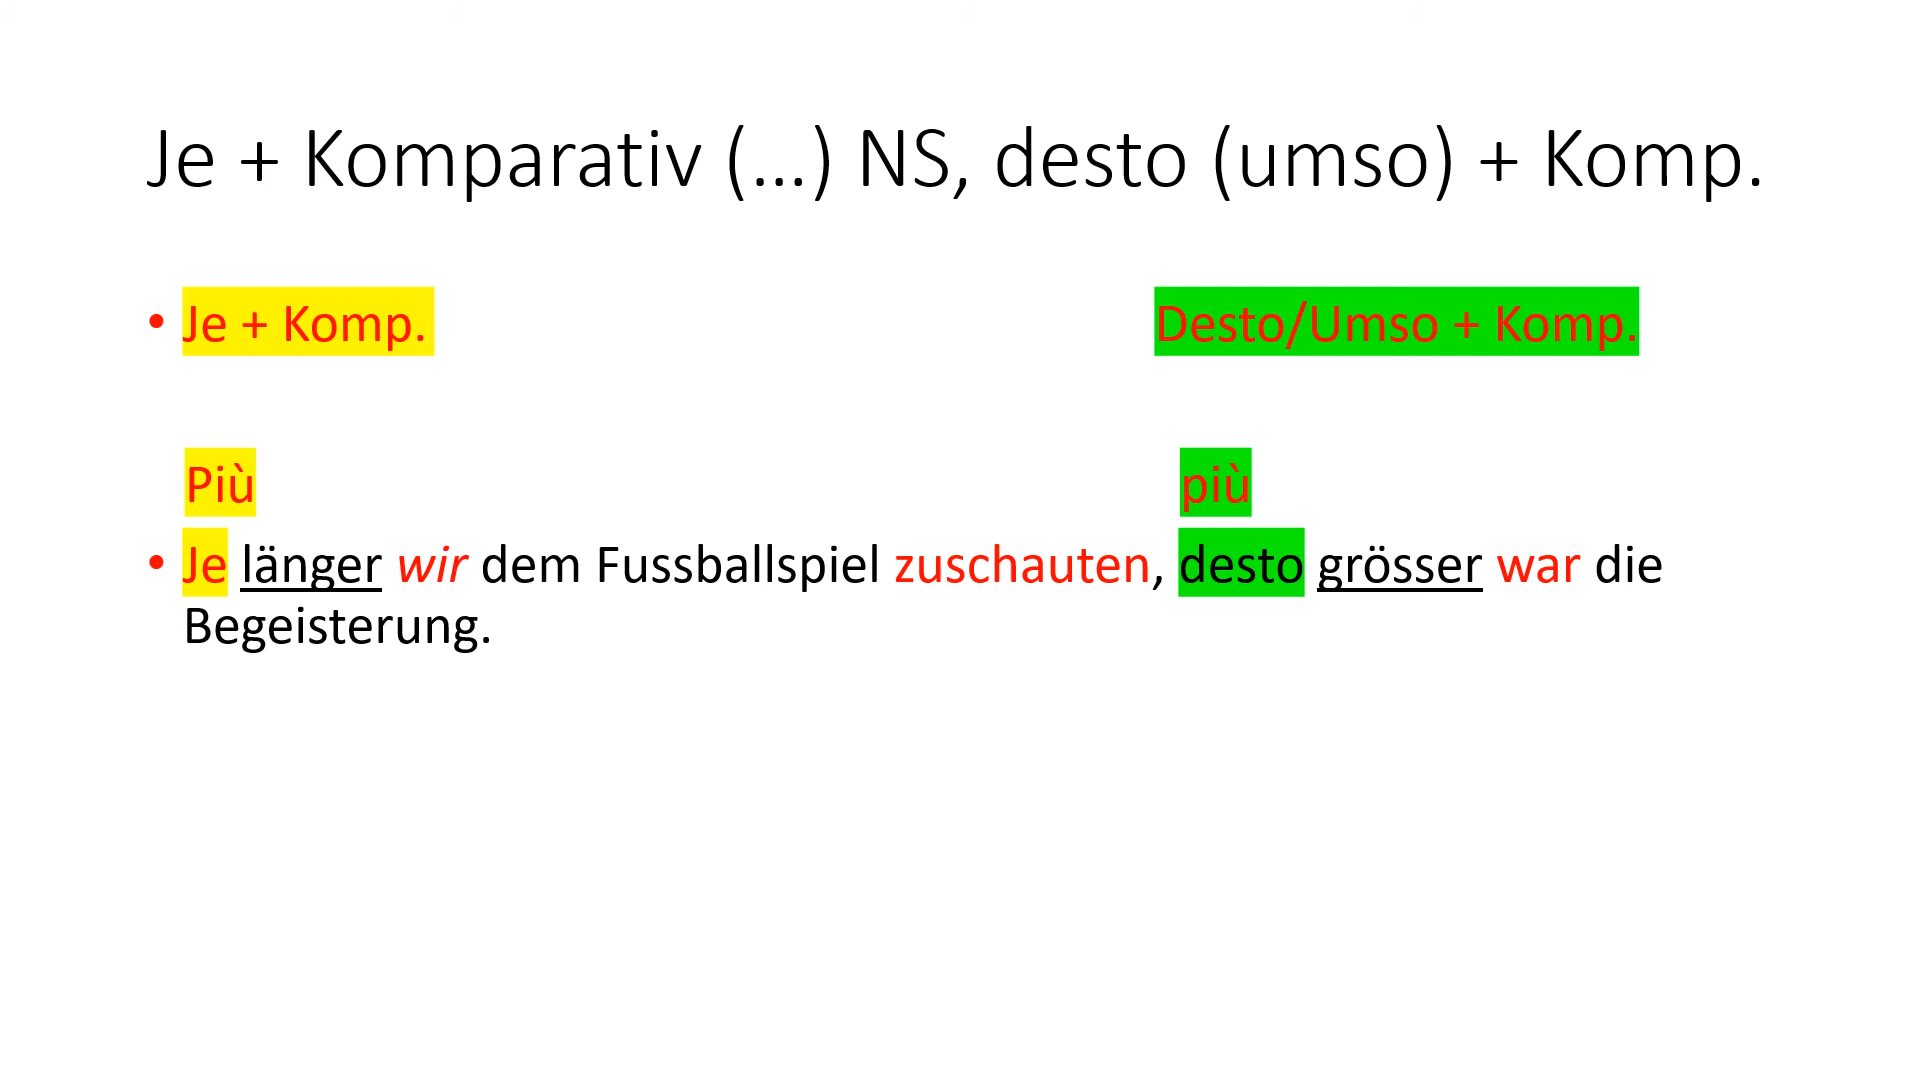 Je + Komparativ (…) NS, desto (umso) + Komp.
• Je + Komp. Desto/Umso + Komp.
Più più
• Je länger wir dem Fussballspiel zuschauten, desto grösser war die
Begeisterung.